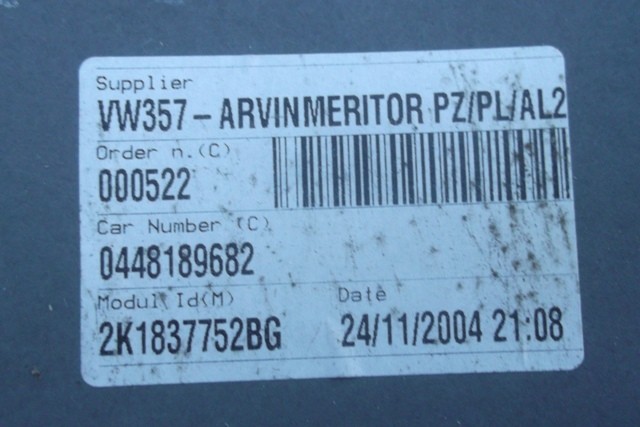 Supplier
VW357 - ARVINMERITOR PZ/PL/AL2
Order n.(C)
000522
Car Number (C)
0448189682
Modul Id(M) Date
2K1837752BG 24/11/2004 21:08